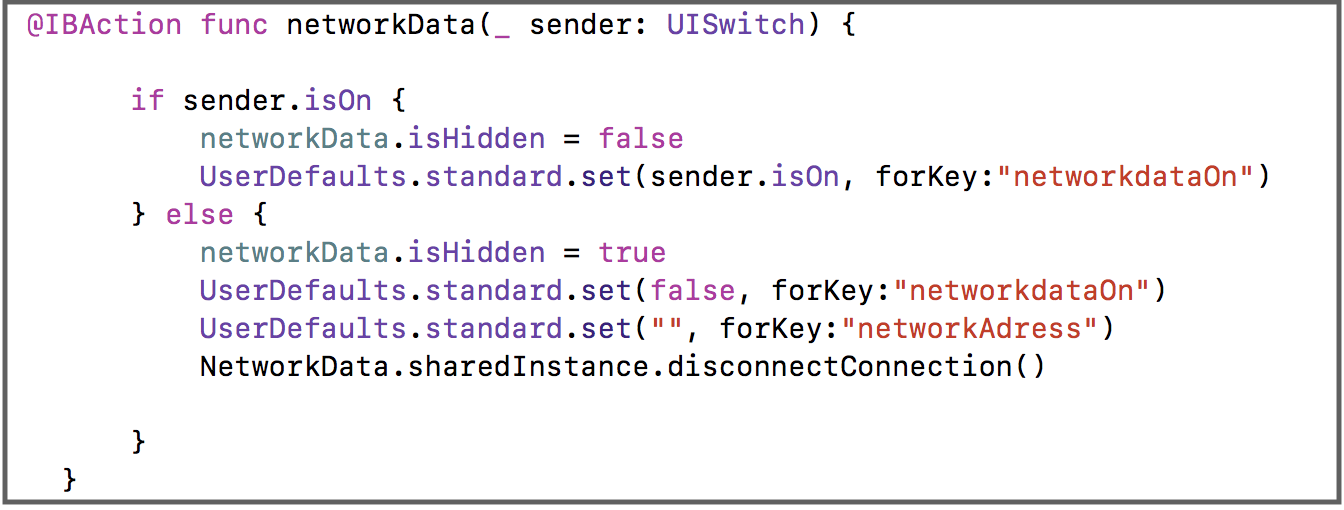 @IBAction func networkData(_ sender: UISwitch) {
if sender.isOn {
networkData.isHidden = false
UserDefaults.standard.set(sender.isOn, forKey:"networkdataOn")
} else {
networkData.isHidden = true
UserDefaults.standard.set(false, forKey:"networkdataOn")
UserDefaults.standard.set("", forKey:"networkAdress")
NetworkData.sharedInstance.disconnectConnection()
}
}